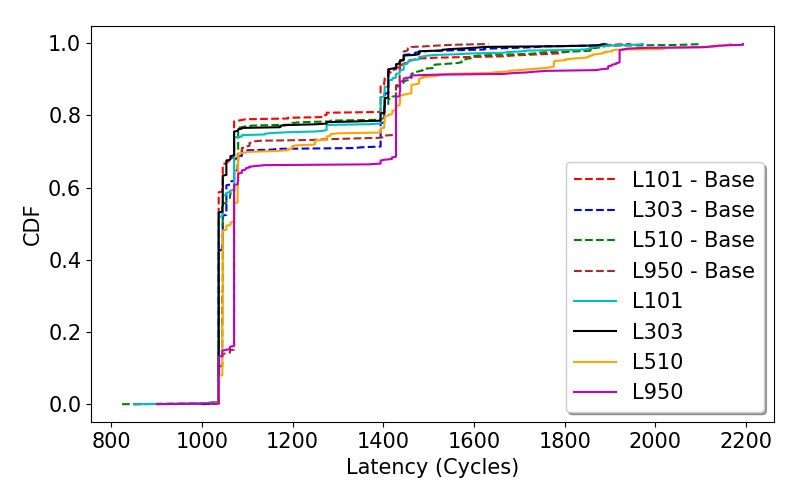 1.0
0.8
0.6
0.4
0.2
0.0
CDF
800 1000 1200 1400 1600 1800 2000 2200
Latency (Cycles)
L101 - Base
L303 - Base
L510 - Base
L950 - Base
L101
L303
L510
L950